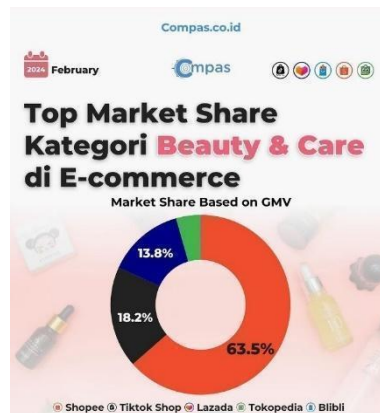 Compas.co.id
2024 February
Compas
Top Market Share
Kategori Beauty & Care
di E-commerce
Market Share Based on GMV
13.8%
18.2%
63.5%
Shopee Tiktok Shop Lazada Tokopedia Blibli